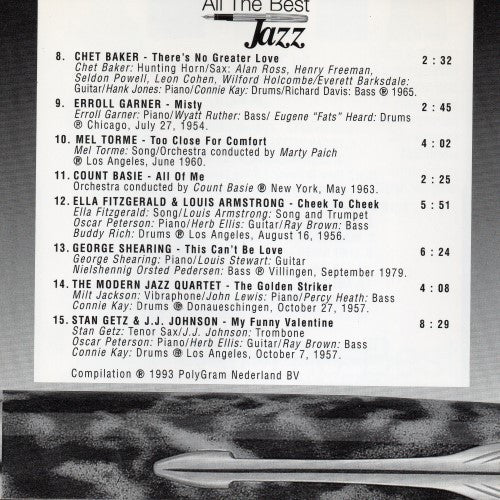 All The Best
Jazz
8. CHET BAKER - There's No Greater Love 2 : 32
Chet Baker: Hunting Horn/Sax: Alan Ross, Henry Freeman,
Seldon Powell, Leon Cohen, Wilford Holcombe/Everett Barksdale:
Guitar/Hank Jones: Piano/Connie Kay: Drums/Richard Davis: Bass ℗ 1965.
9. ERROLL GARNER - Misty 2 : 45
Erroll Garner: Piano/Wyatt Ruther: Bass/ Eugene "Fats" Heard: Drums
℗ Chicago, July 27, 1954.
10. MEL TORME - Too Close For Comfort 4 : 02
Mel Torme: Song/Orchestra conducted by Marty Paich
℗ Los Angeles, June 1960.
11. COUNT BASIE - All Of Me 2 : 25
Orchestra conducted by Count Basie ℗ New York, May 1963.
12. ELLA FITZGERALD & LOUIS ARMSTRONG - Cheek To Cheek 5 : 51
Ella Fitzgerald: Song/Louis Armstrong: Song and Trumpet
Oscar Peterson: Piano/Herb Ellis: Guitar/Ray Brown: Bass
Buddy Rich: Drums ℗ Los Angeles, August 16, 1956.
13. GEORGE SHEARING - This Can't Be Love 6 : 24
George Shearing: Piano/Louis Stewart: Guitar
Nielshennig Orsted Pedersen: Bass ℗ Villingen, September 1979.
14. THE MODERN JAZZ QUARTET - The Golden Striker 4 : 08
Milt Jackson: Vibraphone/John Lewis: Piano/Percy Heath: Bass
Connie Kay: Drums ℗ Donaueschingen, October 27, 1957.
15. STAN GETZ & J.J. JOHNSON - My Funny Valentine 8 : 29
Stan Getz: Tenor Sax/J.J. Johnson: Trombone
Oscar Peterson: Piano/Herb Ellis: Guitar/Ray Brown: Bass
Connie Kay: Drums ℗ Los Angeles, October 7, 1957.
Compilation ℗ 1993 PolyGram Nederland BV